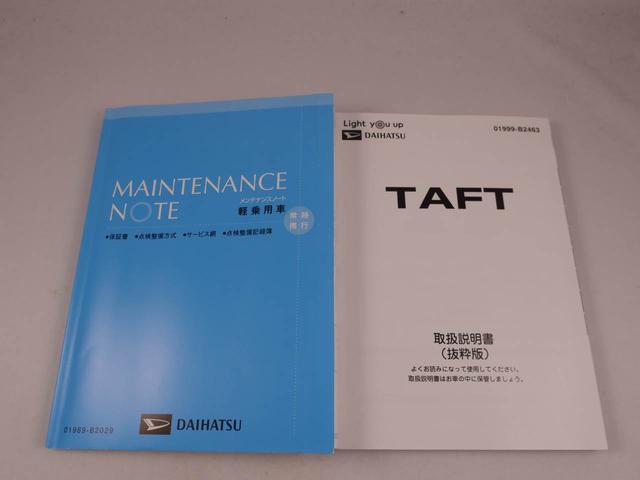 MAINTENANCE
NOTE
メンテナンスノート
軽乗用車
常時
携行
●保証書 ●点検整備方式 ●サービス網 ●点検整備記録簿
DAIHATSU
01989-B2029
Light you up
DAIHATSU
01999-B2463
TAFT
取扱説明書
(抜粋版)
よくお読みになって使用してください。
取扱説明書はお車の中に保管しましょう。